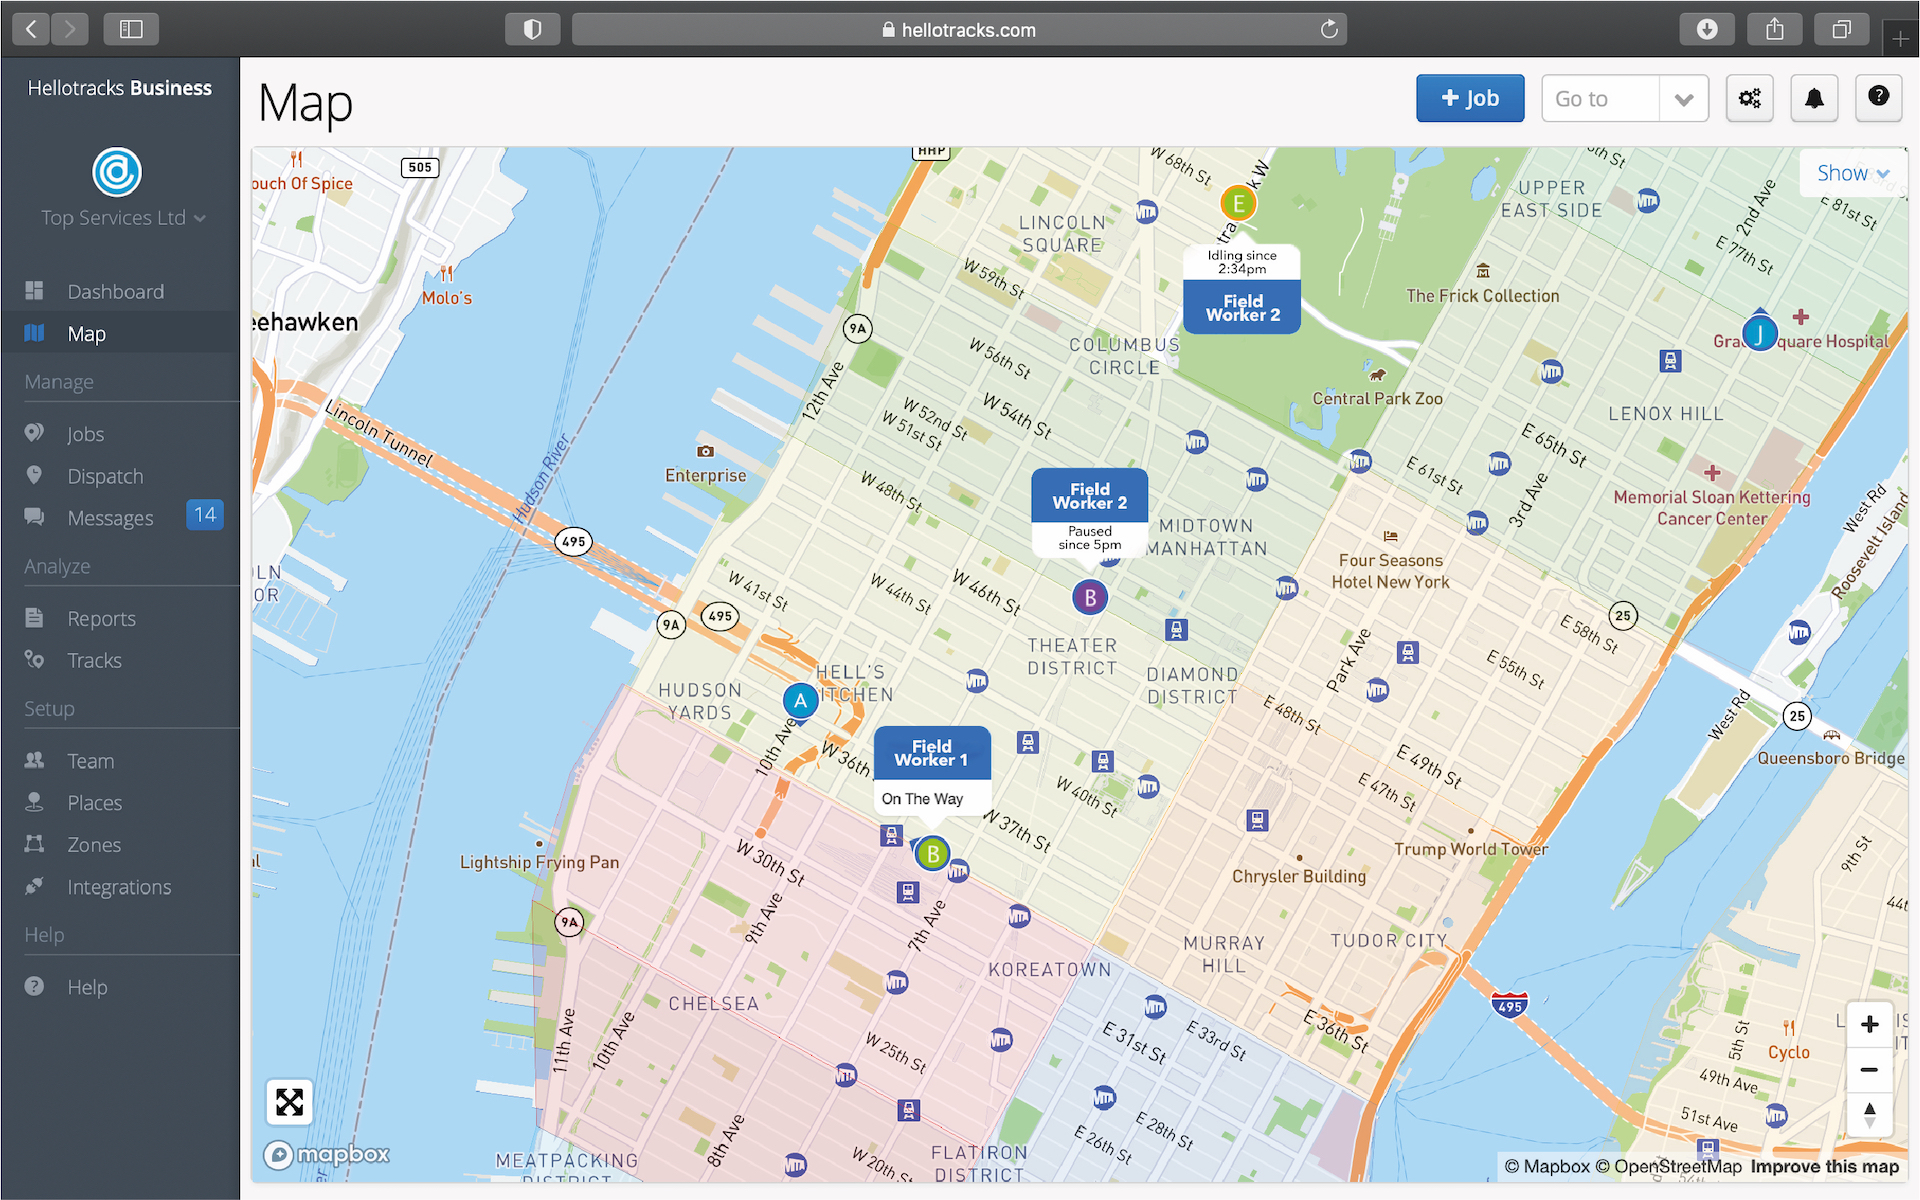 hellotracks.com
Hellotracks Business
Top Services Ltd
Dashboard
Map
Manage
Jobs
Dispatch
Messages 14
Analyze
Reports
Tracks
Setup
Team
Places
Zones
Integrations
Help
Help
Map
+ Job
Go to
Show
ouch Of Spice
505
HHP
W 68th St
E
UPPER
EAST SIDE
2nd Ave
E 81st St
E 77th St
LINCOLN
SQUARE
Idling since
2:34pm
Field
Worker 2
W 59th St
Molo's
The Frick Collection
eehawken
9A
J
quare Hospital
COLUMBUS
CIRCLE
W 56th St
12th Ave
Central Park Zoo
LENOX HILL
Lincoln Tunnel
W 52nd St
W 51st St
W 54th St
E 65th St
Hudson River
Enterprise
W 48th St
E 61st St
3rd Ave
Field
Worker 2
Paused
since 5pm
MIDTOWN
MANHATTAN
Memorial Sloan Kettering
Cancer Center
West Rd
Roosevelt Island
495
Four Seasons
Hotel New York
W 41st St
W 44th St
W 46th St
B
9A
495
25
E 58th St
THEATER
DISTRICT
Park Ave
E 55th St
HELL'S
ITCHEN
DIAMOND
DISTRICT
HUDSON
YARDS
A
E 48th St
West Rd
25
10th Ave
W 36th
Field
Worker 1
On The Way
E 49th St
E 47th St
Queensboro Bridge
W 40th St
W 37th St
B
Lightship Frying Pan
W 30th St
Trump World Tower
Chrysler Building
9th St
9A
9th Ave
7th Ave
MURRAY
HILL
TUDOR CITY
KOREATOWN
CHELSEA
495
11th Ave
10th Ave
W 25th St
E 31st St
E 33rd St
E 36th St
5th St
Cyclo
49th Ave
51st Ave
8th Ave
E 28th St
E 26th St
mapbox
MEATPACKING
DISTRICT
W 20th St
FLATIRON
DISTRICT
© Mapbox © OpenStreetMap Improve this map